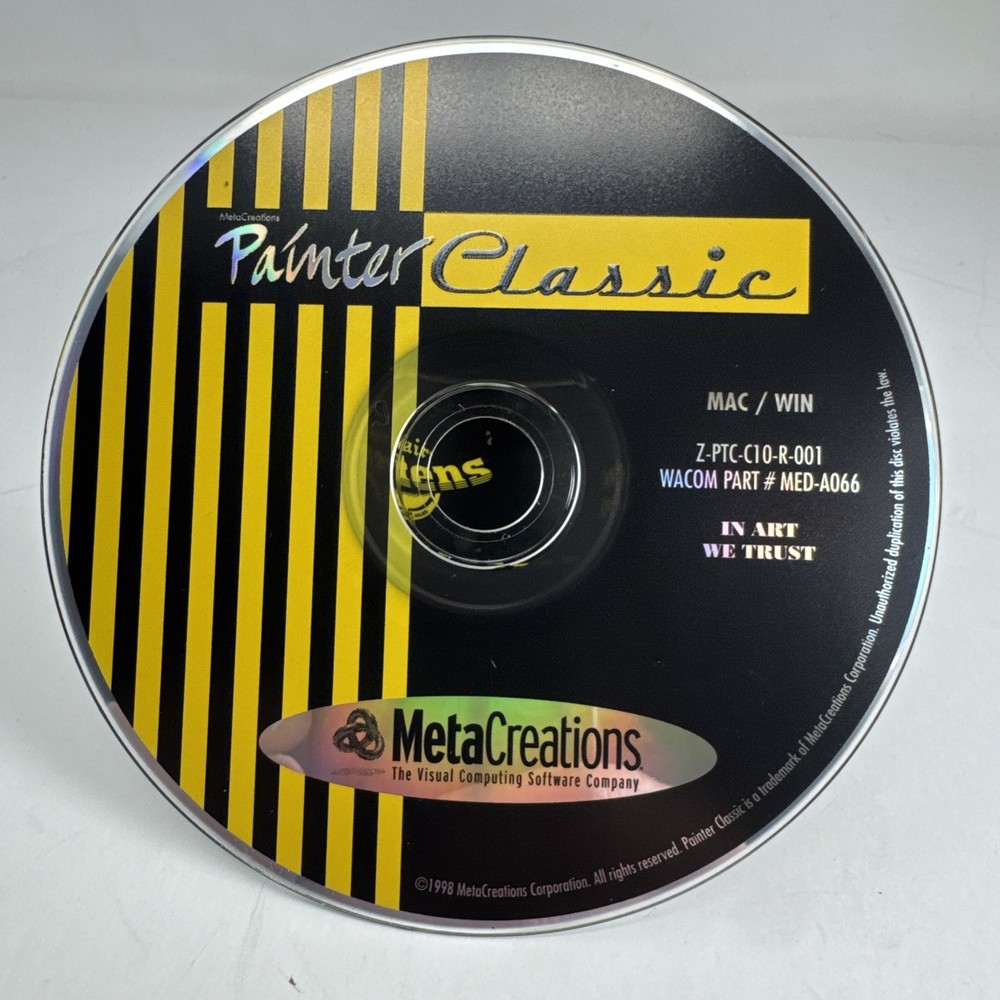 MetaCreations
Painter Classic
MAC / WIN
Z-PTC-C10-R-001
WACOM PART # MED-A066
IN ART
WE TRUST
air
tens
MetaCreations
The Visual Computing Software Company
©1998 MetaCreations Corporation. All rights reserved. Painter Classic is a trademark of MetaCreations Corporation. Unauthorized duplication of this disc violates the law.